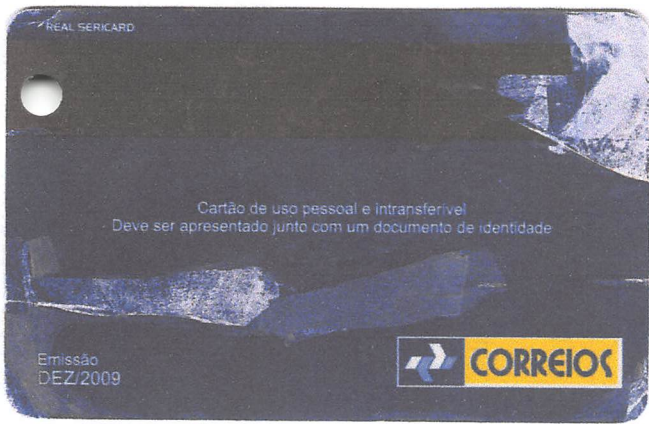 REAL SERICARD
Cartão de uso pessoal e intransferível
Deve ser apresentado junto com um documento de identidade
Emissão
DEZ/2009
CORREIOS